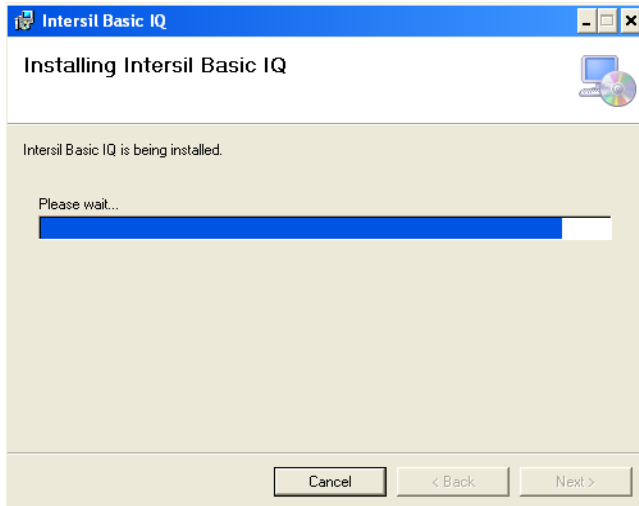 Intersil Basic IQ
Installing Intersil Basic IQ
Intersil Basic IQ is being installed.
Please wait...
Cancel
< Back
Next >